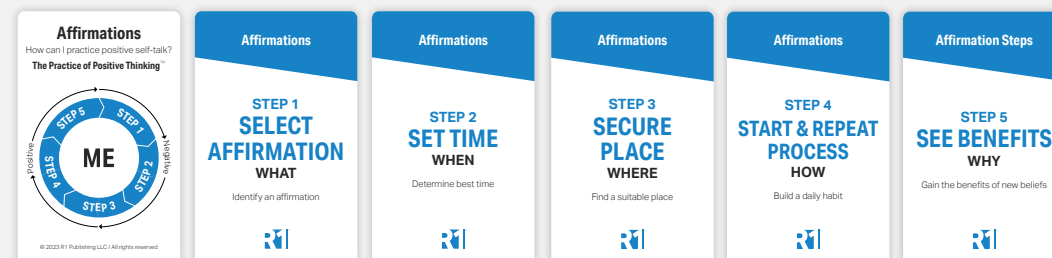 Affirmations
How can I practice positive self-talk?
The Practice of Positive Thinking™
STEP 5
STEP 1
Positive
ME
Negative
STEP 4
STEP 2
STEP 3
© 2023 R1 Publishing LLC / All rights reserved
Affirmations
STEP 1
SELECT
AFFIRMATION
WHAT
Identify an affirmation
R1
Affirmations
STEP 2
SET TIME
WHEN
Determine best time
R1
Affirmations
STEP 3
SECURE
PLACE
WHERE
Find a suitable place
R1
Affirmations
STEP 4
START & REPEAT
PROCESS
HOW
Build a daily habit
R1
Affirmation Steps
STEP 5
SEE BENEFITS
WHY
Gain the benefits of new beliefs
R1